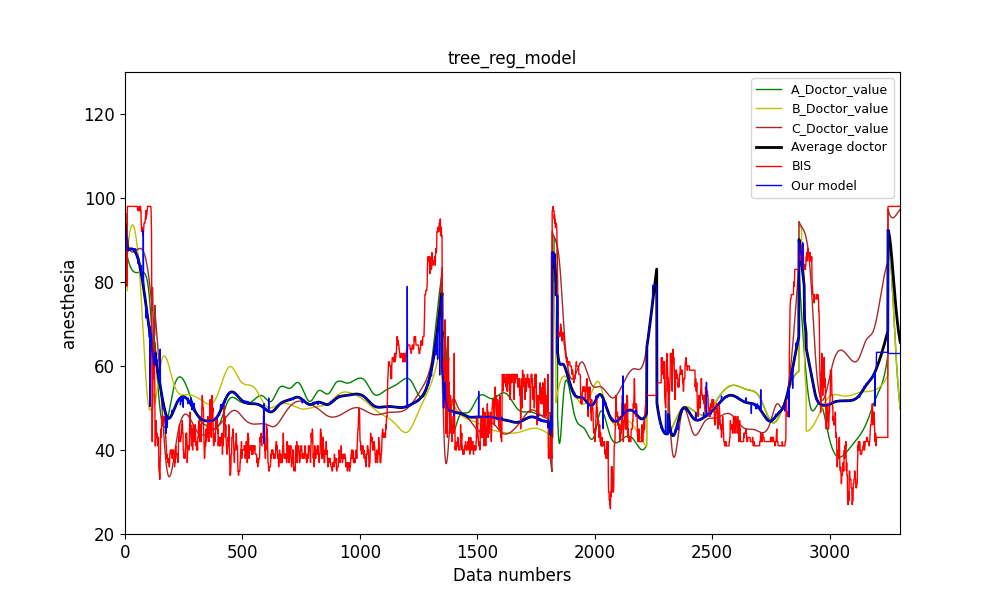 tree_reg_model
anesthesia
120
100
80
60
40
20
0
500
1000
1500
2000
2500
3000
Data numbers
A_Doctor_value
B_Doctor_value
C_Doctor_value
Average doctor
BIS
Our model